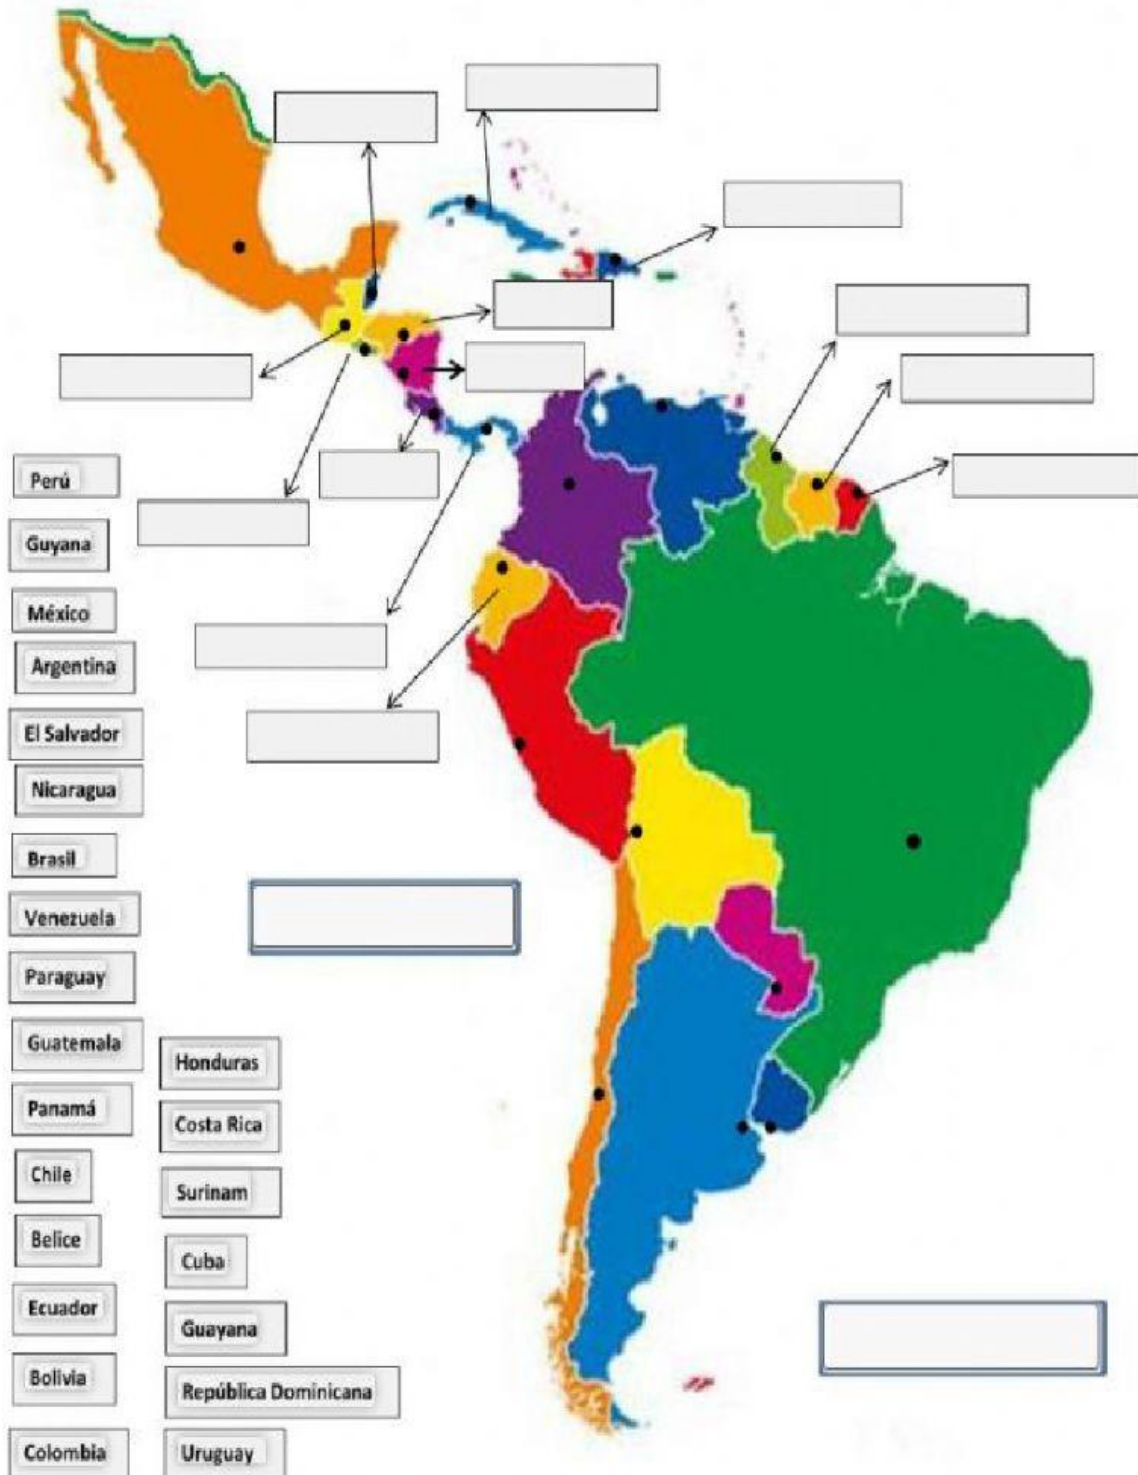 Perú
Guyana
México
Argentina
El Salvador
Nicaragua
Brasil
Venezuela
Paraguay
Guatemala
Panamá
Chile
Belice
Ecuador
Bolivia
Colombia
Honduras
Costa Rica
Surinam
Cuba
Guayana
República Dominicana
Uruguay